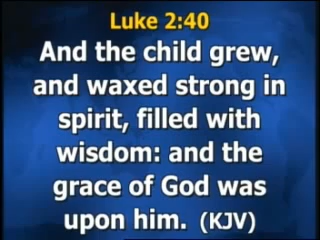 Luke 2:40
And the child grew,
and waxed strong in
spirit, filled with
wisdom: and the
grace of God was
upon him. (KJV)